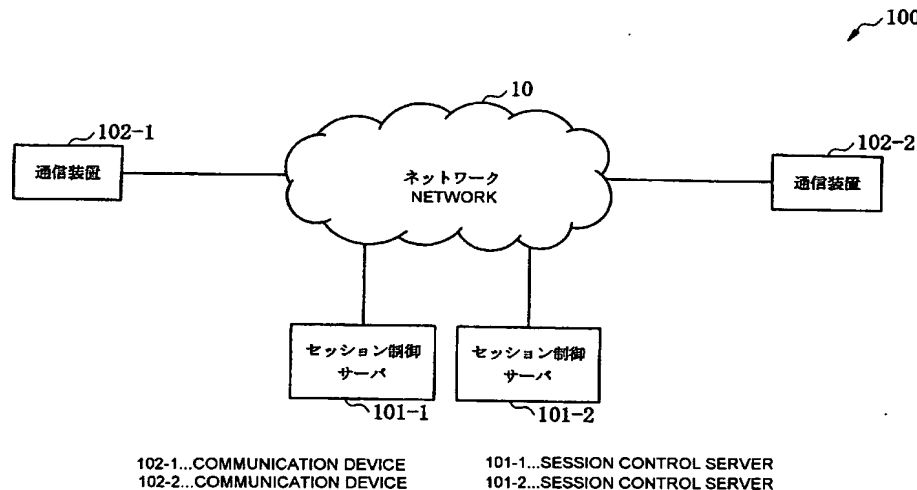 100
10
102-1
102-2
通信装置
ネットワーク
NETWORK
通信装置
セッション制御
サーバ
セッション制御
サーバ
101-1
101-2
102-1...COMMUNICATION DEVICE
101-1...SESSION CONTROL SERVER
102-2...COMMUNICATION DEVICE
101-2...SESSION CONTROL SERVER